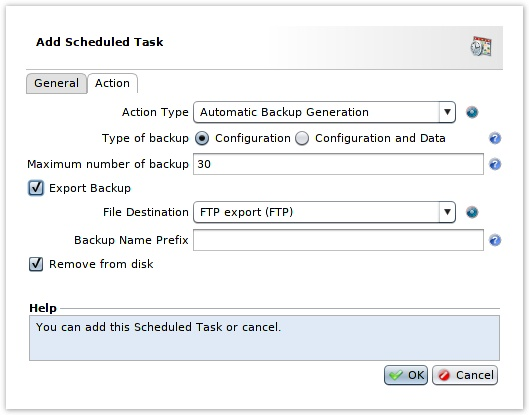 Add Scheduled Task
General Action
Action Type Automatic Backup Generation
Type of backup Configuration Configuration and Data
Maximum number of backup 30
Export Backup
File Destination FTP export (FTP)
Backup Name Prefix
Remove from disk
Help
You can add this Scheduled Task or cancel.
OK Cancel